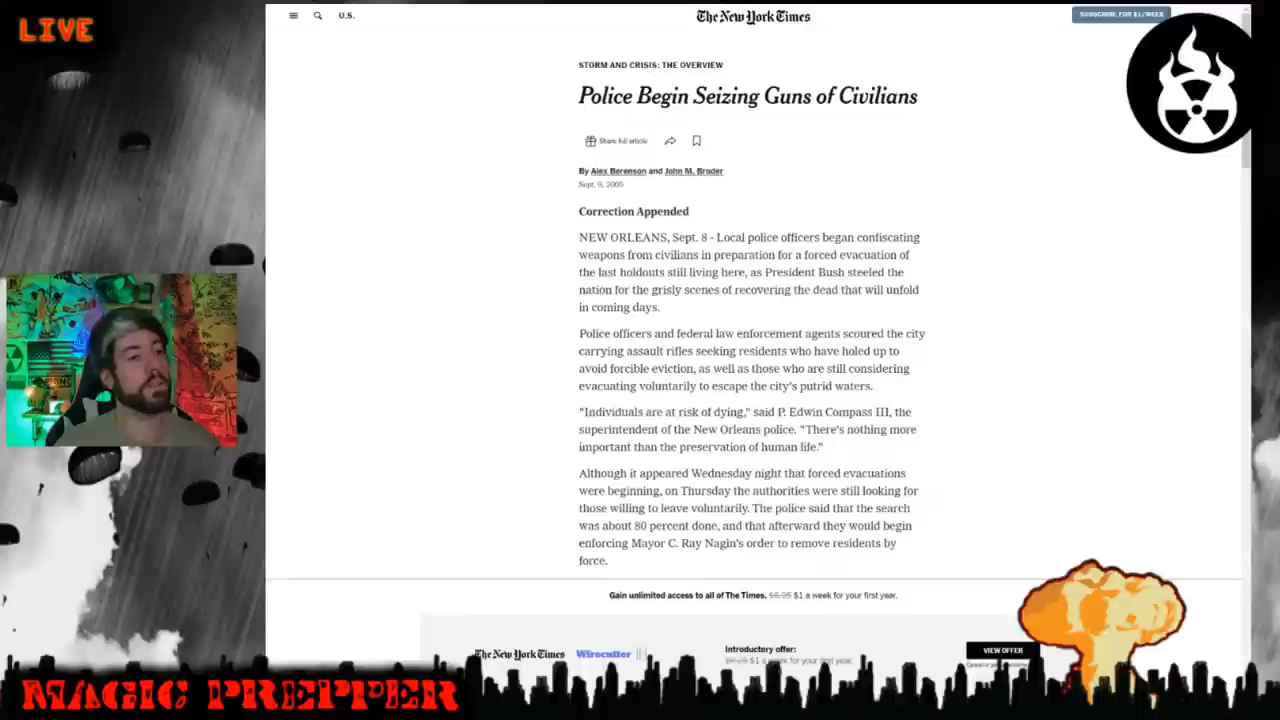 LIVE
U.S.
The New York Times
SUBSCRIBE FOR $1/WEEK
STORM AND CRISIS: THE OVERVIEW
Police Begin Seizing Guns of Civilians
Share full article
By Alex Berenson and John M. Broder
Sept. 9, 2005
Correction Appended
NEW ORLEANS, Sept. 8 - Local police officers began confiscating
weapons from civilians in preparation for a forced evacuation of
the last holdouts still living here, as President Bush steeled the
nation for the grisly scenes of recovering the dead that will unfold
in coming days.
Police officers and federal law enforcement agents scoured the city
carrying assault rifles seeking residents who have holed up to
avoid forcible eviction, as well as those who are still considering
evacuating voluntarily to escape the city's putrid waters.
"Individuals are at risk of dying," said P. Edwin Compass III, the
superintendent of the New Orleans police. "There's nothing more
important than the preservation of human life."
Although it appeared Wednesday night that forced evacuations
were beginning, on Thursday the authorities were still looking for
those willing to leave voluntarily. The police said that the search
was about 80 percent done, and that afterward they would begin
enforcing Mayor C. Ray Nagin's order to remove residents by
force.
Gain unlimited access to all of The Times. $6.25 $1 a week for your first year.
The New York Times Wirecutter
Introductory offer:
$1 a week for your first year.
VIEW OFFER
MAGIC PREPPER